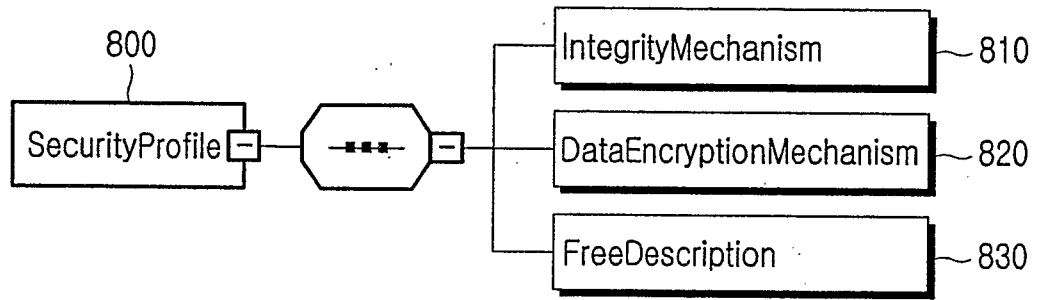 800
SecurityProfile
IntegrityMechanism
810
DataEncryptionMechanism
820
FreeDescription
830